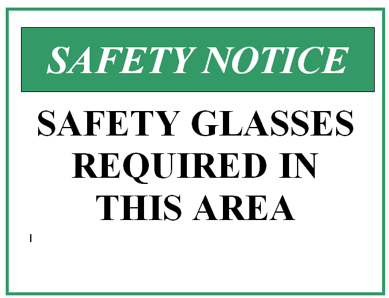 SAFETY NOTICE
SAFETY GLASSES
REQUIRED IN
THIS AREA